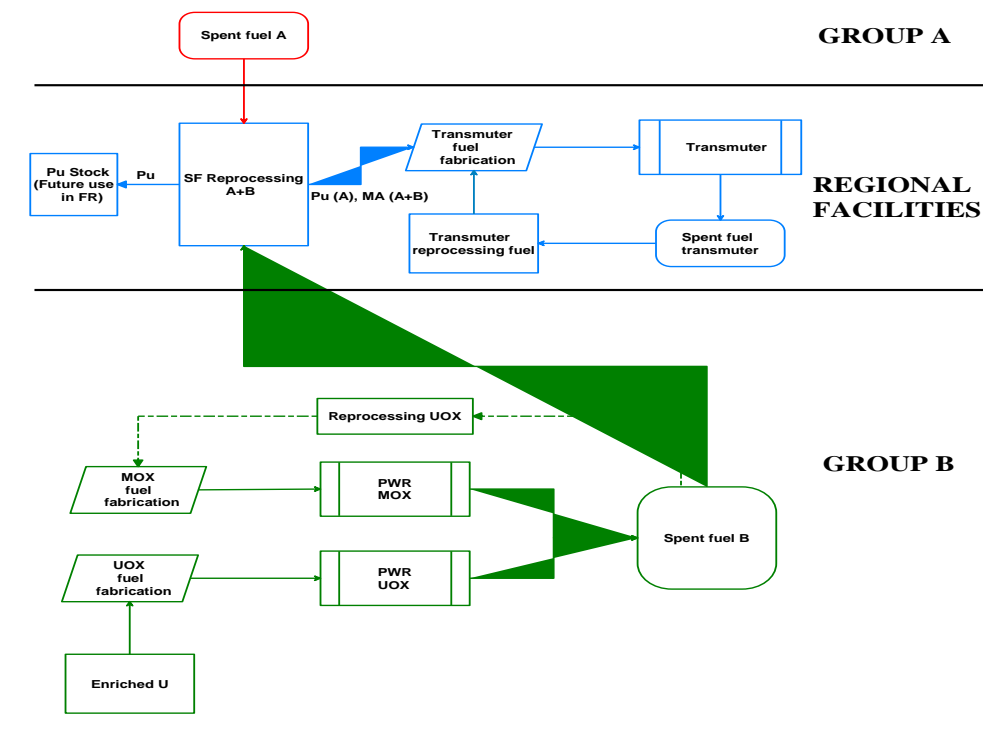 Spent fuel A
GROUP A
Pu Stock
(Future use
in FR)
Pu
SF Reprocessing
A+B
Pu (A), MA (A+B)
Transmuter
fuel
fabrication
Transmuter
REGIONAL
FACILITIES
Transmuter
reprocessing fuel
Spent fuel
transmuter
Reprocessing UOX
GROUP B
MOX
fuel
fabrication
PWR
MOX
Spent fuel B
UOX
fuel
fabrication
PWR
UOX
Enriched U